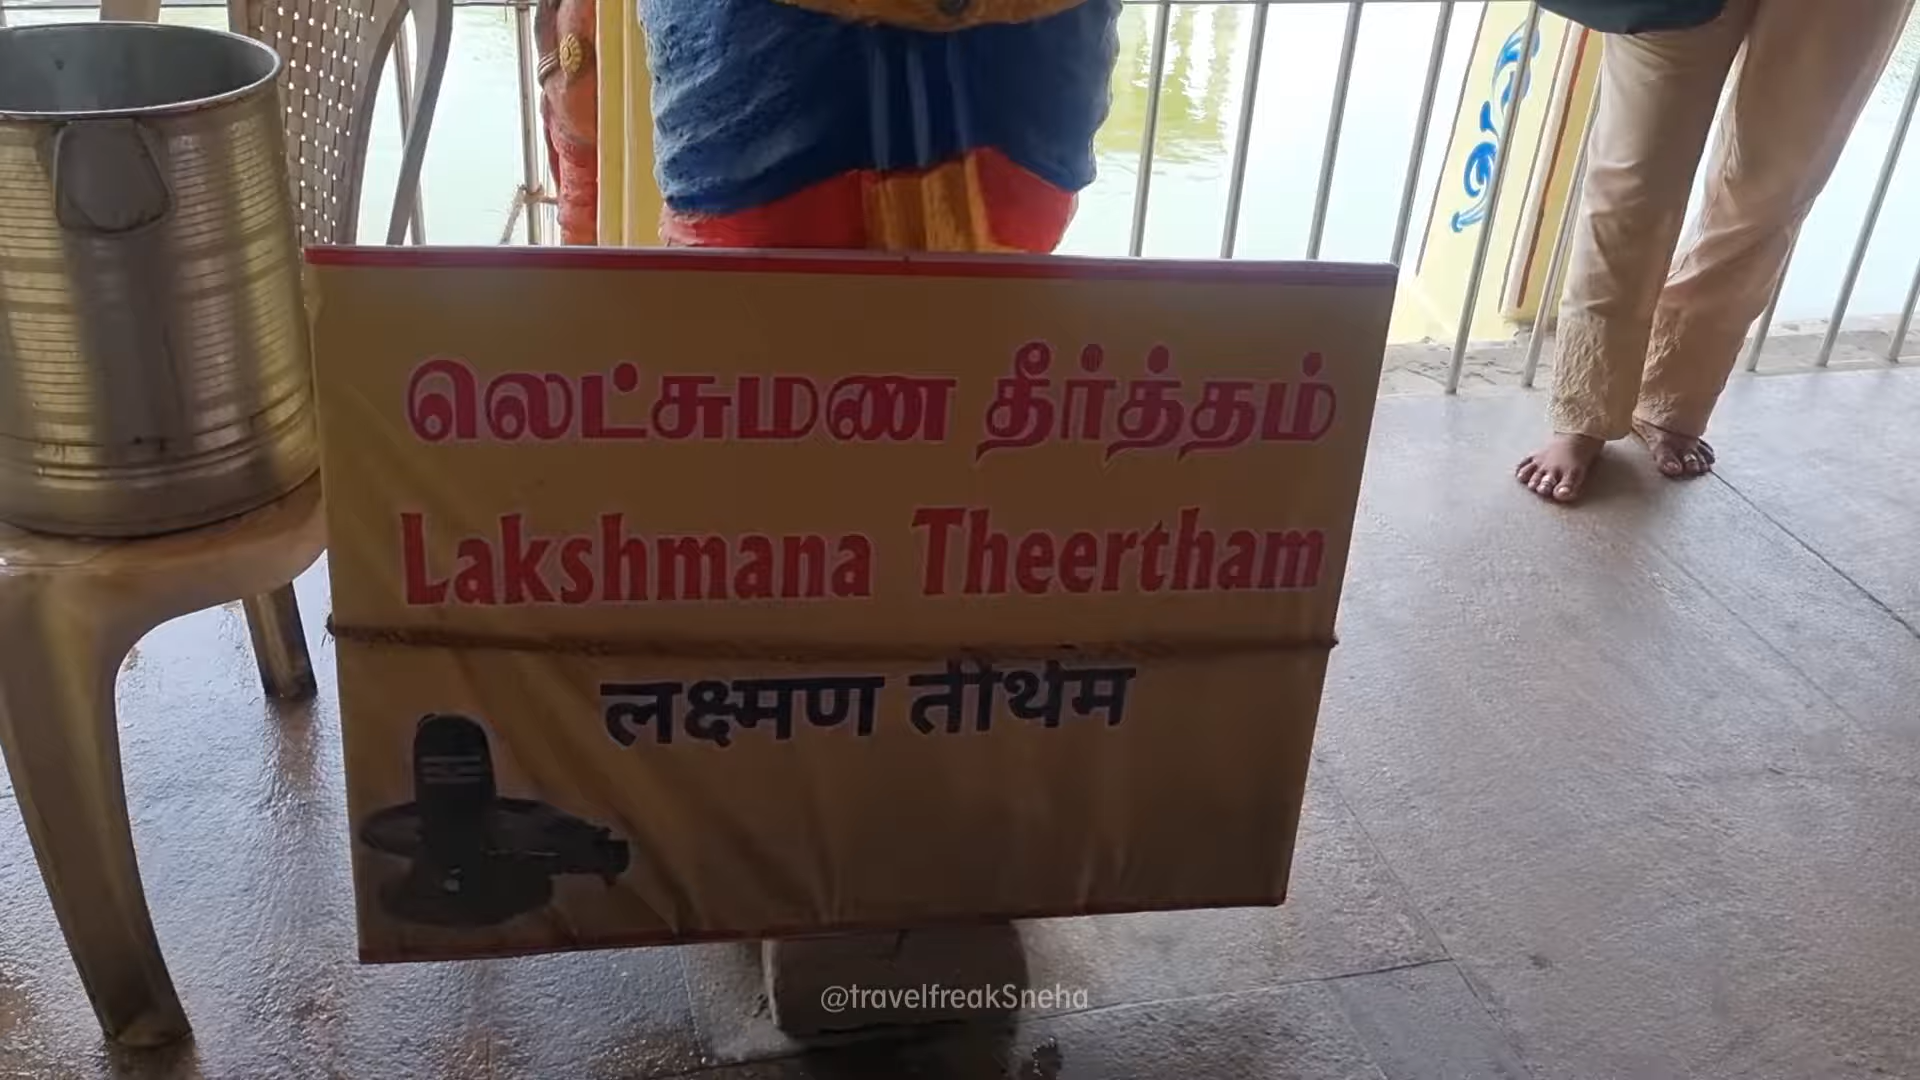 லெட்சுமண தீர்த்தம்
Lakshmana Theertham
लक्ष्मण तीर्थम
@travelfreakSneha